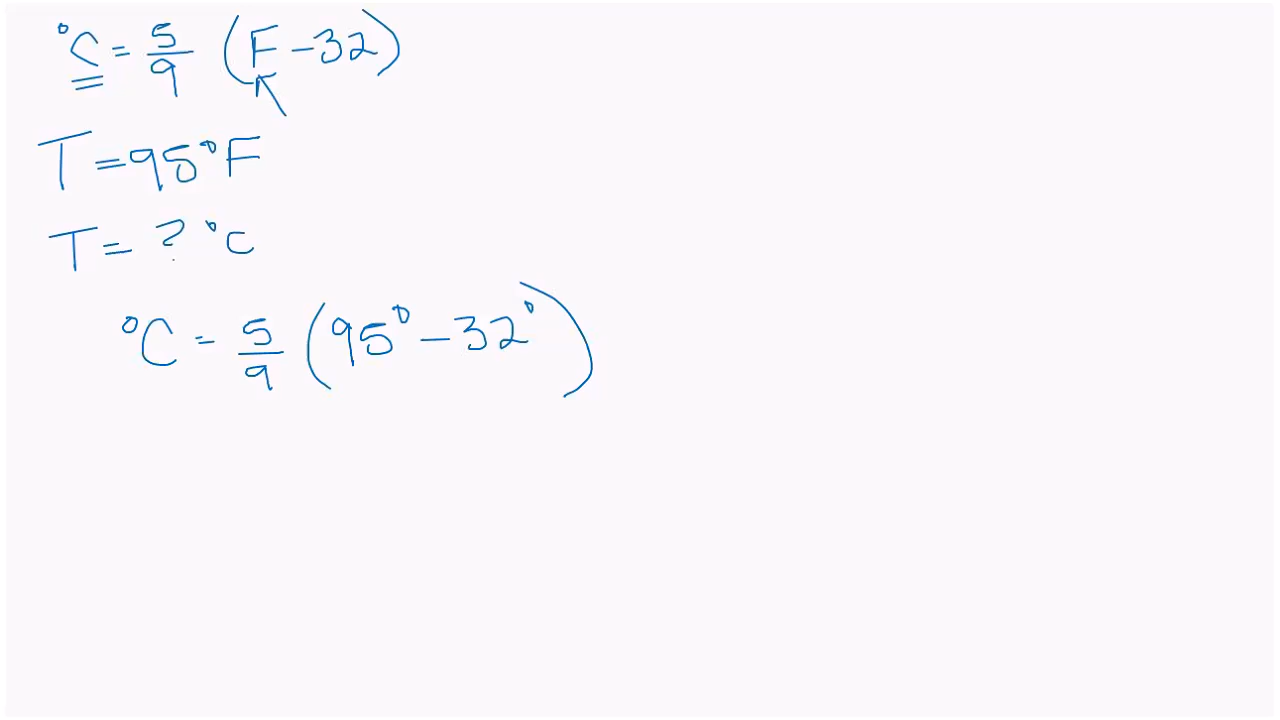 °C = 5/9 (F - 32)
T = 95°F
T = ? °C
°C = 5/9 (95° - 32°)